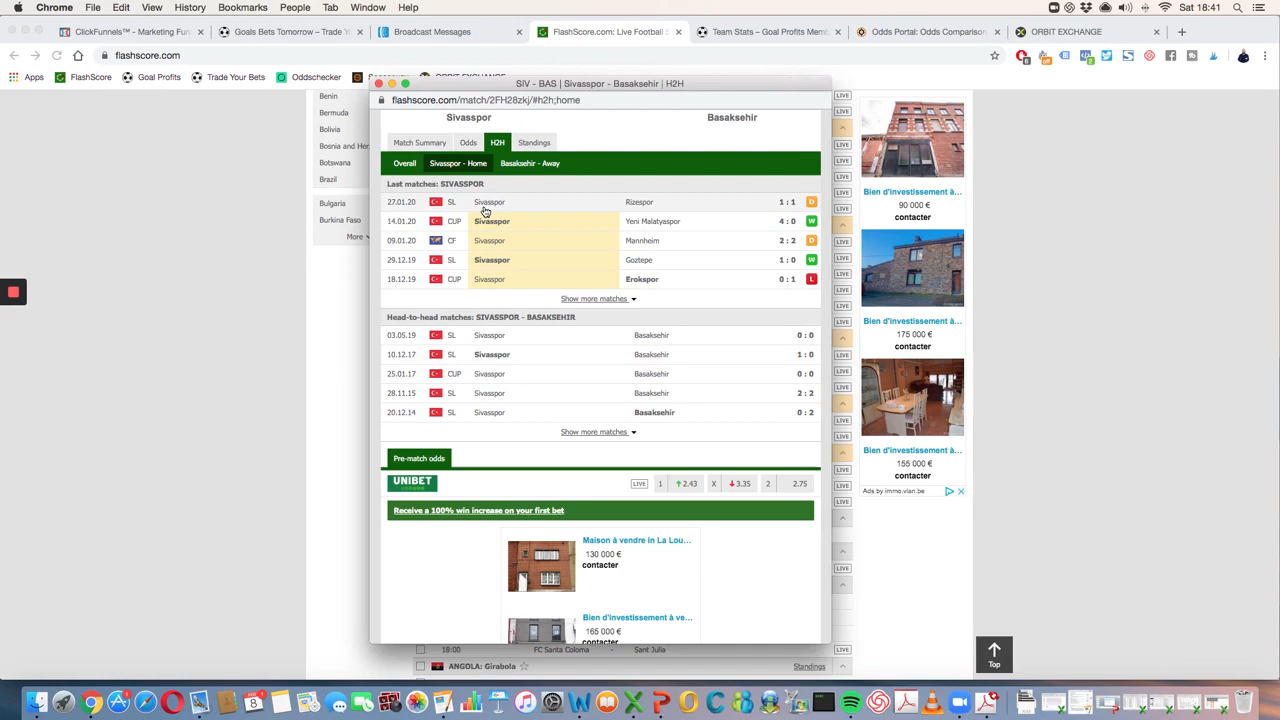 Chrome File Edit View History Bookmarks People Tab Window Help Sat 18:41
ClickFunnels™ - Marketing Fun
Goals Bets Tomorrow – Trade Y
Broadcast Messages
FlashScore.com: Live Football S
Team Stats – Goal Profits Memb
Odds Portal: Odds Comparison
ORBIT EXCHANGE
flashscore.com
Apps FlashScore Goal Profits Trade Your Bets Oddschecker
SIV - BAS | Sivasspor - Basaksehir | H2H
flashscore.com/match/2FH28zkj/#h2h;home
Benin
Bermuda
Bolivia
Bosnia and Her
Botswana
Brazil
Bulgaria
Burkina Faso
More
Sivasspor Basaksehir
Match Summary Odds H2H Standings
Overall Sivasspor - Home Basaksehir - Away
Last matches: SIVASSPOR
27.01.20 SL Sivasspor Rizespor 1 : 1 D
14.01.20 CUP Sivasspor Yeni Malatyaspor 4 : 0 W
09.01.20 CF Sivasspor Mannheim 2 : 2 D
29.12.19 SL Sivasspor Goztepe 1 : 0 W
18.12.19 CUP Sivasspor Erokspor 0 : 1 L
Show more matches
Head-to-head matches: SIVASSPOR - BASAKSEHIR
03.05.19 SL Sivasspor Basaksehir 0 : 0
10.12.17 SL Sivasspor Basaksehir 1 : 0
25.01.17 CUP Sivasspor Basaksehir 0 : 0
28.11.15 SL Sivasspor Basaksehir 2 : 2
20.12.14 SL Sivasspor Basaksehir 0 : 2
Show more matches
Pre-match odds
UNIBET LIVE 1 2.43 X 3.35 2 2.75
Receive a 100% win increase on your first bet
Maison à vendre in La Lou...
130 000 €
contacter
Bien d'investissement à ve...
165 000 €
contacter
18:00 FC Santa Coloma - Sant Julia LIVE
ANGOLA: Girabola Standings
Bien d'investissement à...
90 000 €
contacter
Bien d'investissement à...
175 000 €
contacter
Bien d'investissement à...
155 000 €
contacter
Ads by immo.vlan.be
Top